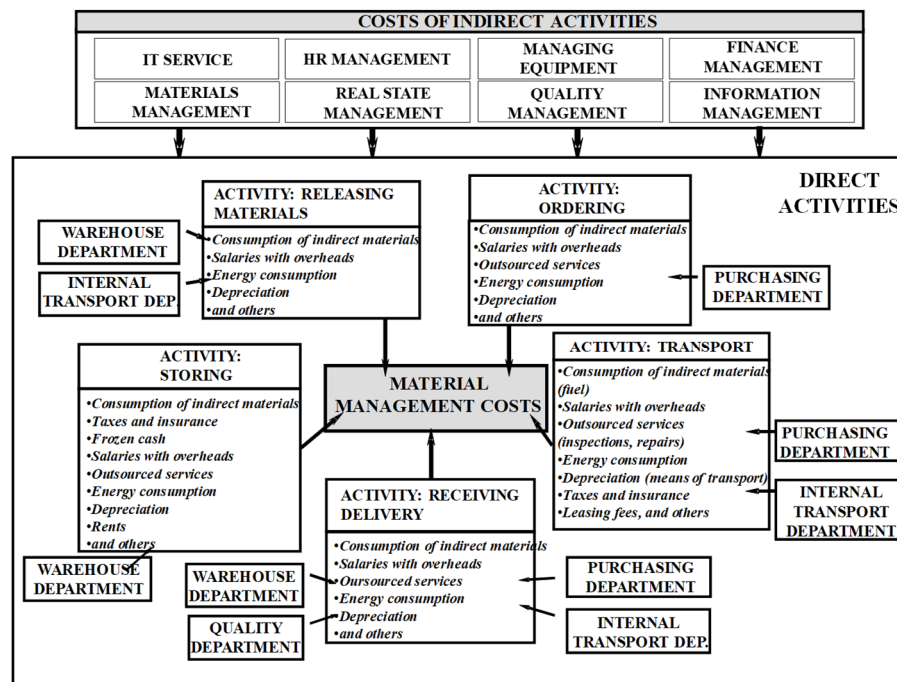 COSTS OF INDIRECT ACTIVITIES
IT SERVICE
HR MANAGEMENT
MANAGING
EQUIPMENT
FINANCE
MANAGEMENT
MATERIALS
MANAGEMENT
REAL STATE
MANAGEMENT
QUALITY
MANAGEMENT
INFORMATION
MANAGEMENT
DIRECT
ACTIVITIES
ACTIVITY: RELEASING
MATERIALS
•Consumption of indirect materials
•Salaries with overheads
•Energy consumption
•Depreciation
•and others
WAREHOUSE
DEPARTMENT
INTERNAL
TRANSPORT DEP.
ACTIVITY:
ORDERING
•Consumption of indirect materials
•Salaries with overheads
•Outsourced services
•Energy consumption
•Depreciation
•and others
PURCHASING
DEPARTMENT
ACTIVITY:
STORING
•Consumption of indirect materials
•Taxes and insurance
•Frozen cash
•Salaries with overheads
•Outsourced services
•Energy consumption
•Depreciation
•Rents
•and others
WAREHOUSE
DEPARTMENT
MATERIAL
MANAGEMENT COSTS
ACTIVITY: TRANSPORT
•Consumption of indirect materials
(fuel)
•Salaries with overheads
•Outsourced services
(inspections, repairs)
•Energy consumption
•Depreciation (means of transport)
•Taxes and insurance
•Leasing fees, and others
PURCHASING
DEPARTMENT
INTERNAL
TRANSPORT
DEPARTMENT
ACTIVITY: RECEIVING
DELIVERY
•Consumption of indirect materials
•Salaries with overheads
•Oursourced services
•Energy consumption
•Depreciation
•and others
WAREHOUSE
DEPARTMENT
QUALITY
DEPARTMENT
PURCHASING
DEPARTMENT
INTERNAL
TRANSPORT DEP.